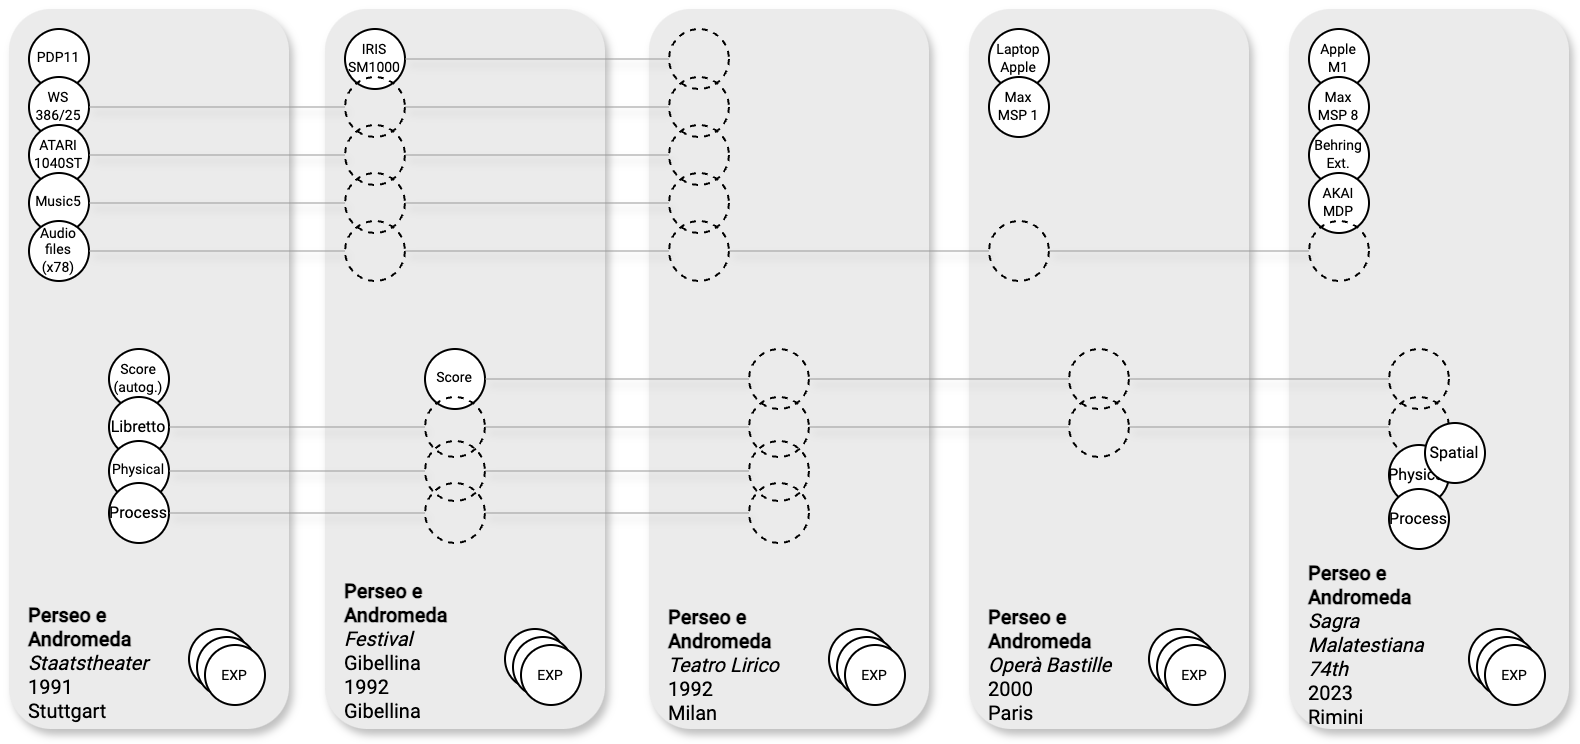 PDP11
WS
386/25
ATARI
1040ST
Music5
Audio
files
(x78)
Score
(autog.)
Libretto
Physical
Process
Perseo e
Andromeda
Staatstheater
1991
Stuttgart
EXP
IRIS
SM1000
Score
Perseo e
Andromeda
Festival
Gibellina
1992
Gibellina
EXP
Perseo e
Andromeda
Teatro Lirico
1992
Milan
EXP
Laptop
Apple
Max
MSP 1
Perseo e
Andromeda
Operà Bastille
2000
Paris
EXP
Apple
M1
Max
MSP 8
Behring
Ext.
AKAI
MDP
Spatial
Physic
Process
Perseo e
Andromeda
Sagra
Malatestiana
74th
2023
Rimini
EXP